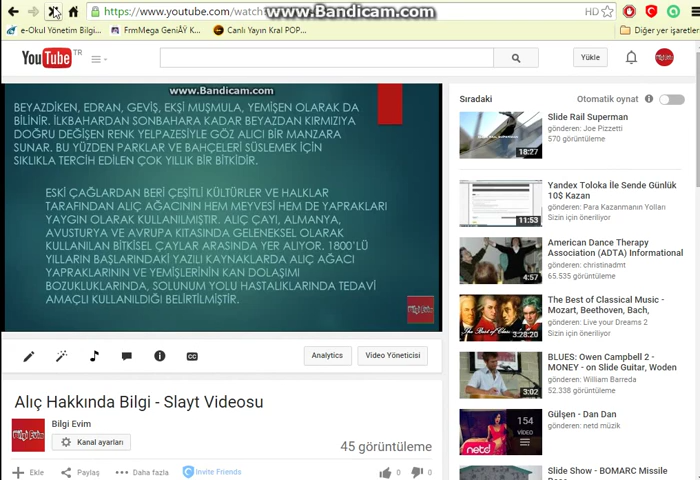 https://www.youtube.com/watch
www.Bandicam.com
HD
e-Okul Yönetim Bilgi...
FrmMega GeniÅŸ K...
Canlı Yayın Kral POP...
Diğer yer işaretleri
YouTube TR
Yükle
www.Bandicam.com
BEYAZDİKEN, EDRAN, GEVİŞ, EKŞİ MUŞMULA, YEMİŞEN OLARAK DA
BİLİNİR. İLKBAHARDAN SONBAHARA KADAR BEYAZDAN KIRMIZIYA
DOĞRU DEĞİŞEN RENK YELPAZESİYLE GÖZ ALICI BİR MANZARA
SUNAR. BU YÜZDEN PARKLAR VE BAHÇELERİ SÜSLEMEK İÇİN
SIKLIKLA TERCİH EDİLEN ÇOK YILLIK BİR BİTKİDİR.
ESKİ ÇAĞLARDAN BERİ ÇEŞİTLİ KÜLTÜRLER VE HALKLAR
TARAFINDAN ALIÇ AĞACININ HEM MEYVESİ HEM DE YAPRAKLARI
YAYGIN OLARAK KULLANILMIŞTIR. ALIÇ ÇAYI, ALMANYA,
AVUSTURYA VE AVRUPA KITASINDA GELENEKSEL OLARAK
KULLANILAN BİTKİSEL ÇAYLAR ARASINDA YER ALIYOR. 1800'LÜ
YILLARIN BAŞLARINDAKİ YAZILI KAYNAKLARDA ALIÇ AĞACI
YAPRAKLARININ VE YEMİŞLERİNİN KAN DOLAŞIMI
BOZUKLUKLARINDA, SOLUNUM YOLU HASTALIKLARINDA TEDAVİ
AMAÇLI KULLANILDIĞI BELİRTİLMİŞTİR.
Bilgi Evim
Analytics
Video Yöneticisi
Alıç Hakkında Bilgi - Slayt Videosu
Bilgi Evim
Bilgi Evim
Kanal ayarları
45 görüntüleme
Ekle
Paylaş
Daha fazla
Invite Friends
0
0
Sıradaki
Otomatik oynat
Slide Rail Superman
gönderen: Joe Pizzetti
570 görüntüleme
18:27
Yandex Toloka İle Sende Günlük
10$ Kazan
gönderen: Para Kazanmanın Yolları
Sizin için öneriliyor
11:53
American Dance Therapy
Association (ADTA) Informational
gönderen: christinadmt
65.535 görüntüleme
4:57
The Best of Classical Music -
Mozart, Beethoven, Bach,
gönderen: Live your Dreams 2
Sizin için öneriliyor
3:28:20
BLUES: Owen Campbell 2 -
MONEY - on Slide Guitar, Woden
gönderen: William Barreda
52.338 görüntüleme
3:02
Gülşen - Dan Dan
gönderen: netd müzik
154
VİDEO
netd
Slide Show - BOMARC Missile